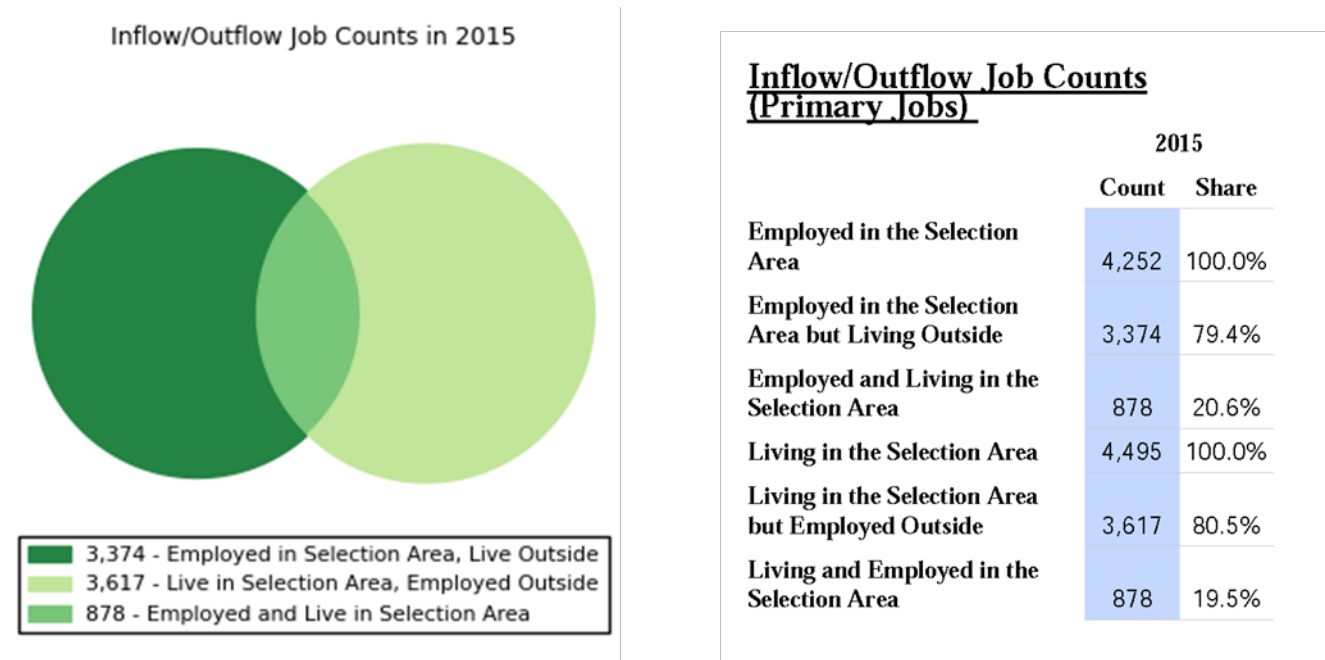 Inflow/Outflow Job Counts in 2015
3,374 - Employed in Selection Area, Live Outside
3,617 - Live in Selection Area, Employed Outside
878 - Employed and Live in Selection Area
Inflow/Outflow Job Counts
(Primary Jobs)
2015
Count Share
Employed in the Selection
Area 4,252 100.0%
Employed in the Selection
Area but Living Outside 3,374 79.4%
Employed and Living in the
Selection Area 878 20.6%
Living in the Selection Area 4,495 100.0%
Living in the Selection Area
but Employed Outside 3,617 80.5%
Living and Employed in the
Selection Area 878 19.5%